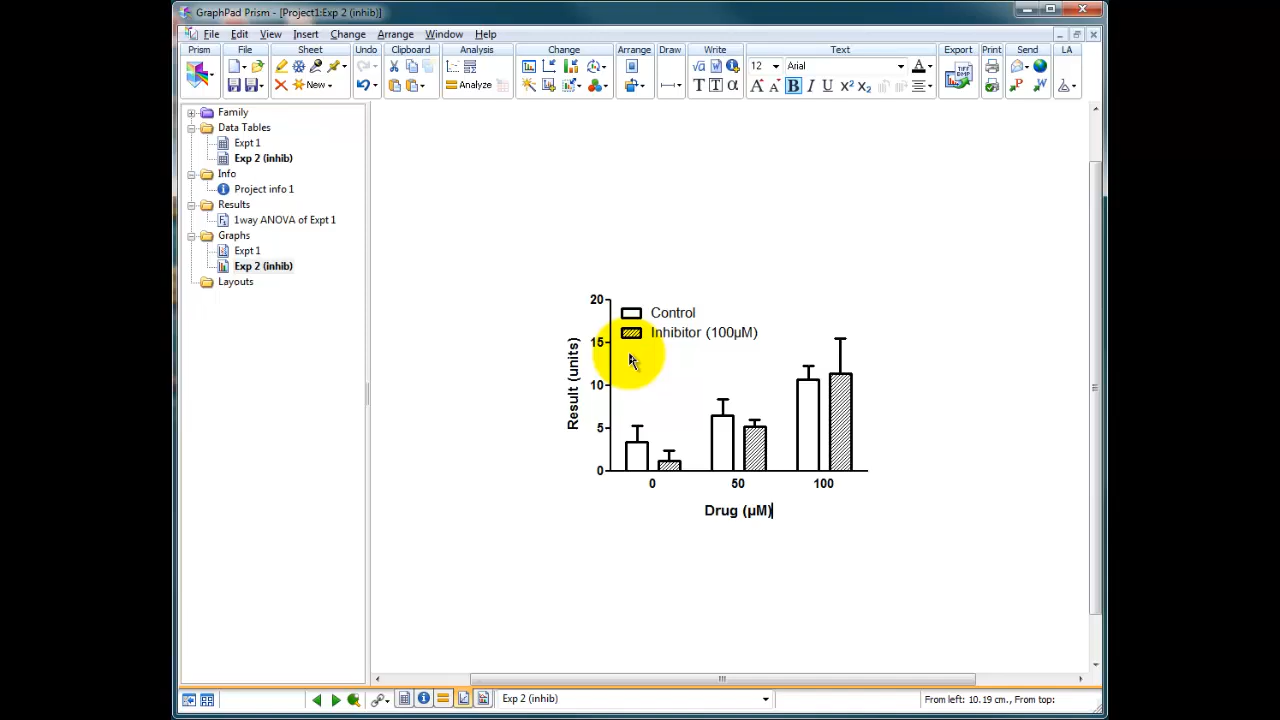 GraphPad Prism - [Project1:Exp 2 (inhib)]
File Edit View Insert Change Arrange Window Help
Prism File Sheet Undo Clipboard Analysis Change Arrange Draw Write Text Export Print Send LA
12 Arial
New Analyze
Family
Data Tables
Expt 1
Exp 2 (inhib)
Info
Project info 1
Results
1way ANOVA of Expt 1
Graphs
Expt 1
Exp 2 (inhib)
Layouts
20
Control
Inhibitor (100µM)
15
10
5
0
Result (units)
0 50 100
Drug (µM)
Exp 2 (inhib)
From left: 10.19 cm., From top: